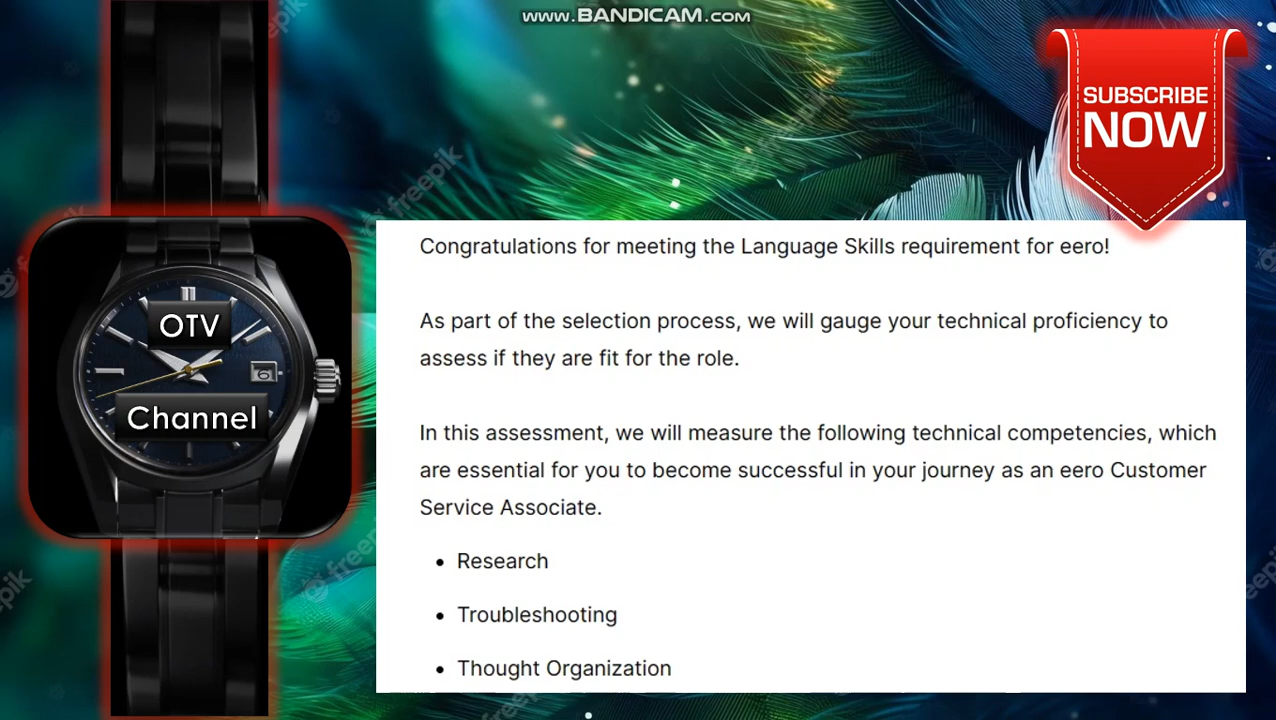 www.BANDICAM.com
SUBSCRIBE
NOW
OTV
Channel
6
Congratulations for meeting the Language Skills requirement for eero!
As part of the selection process, we will gauge your technical proficiency to
assess if they are fit for the role.
In this assessment, we will measure the following technical competencies, which
are essential for you to become successful in your journey as an eero Customer
Service Associate.
• Research
• Troubleshooting
• Thought Organization
freepik
freepik